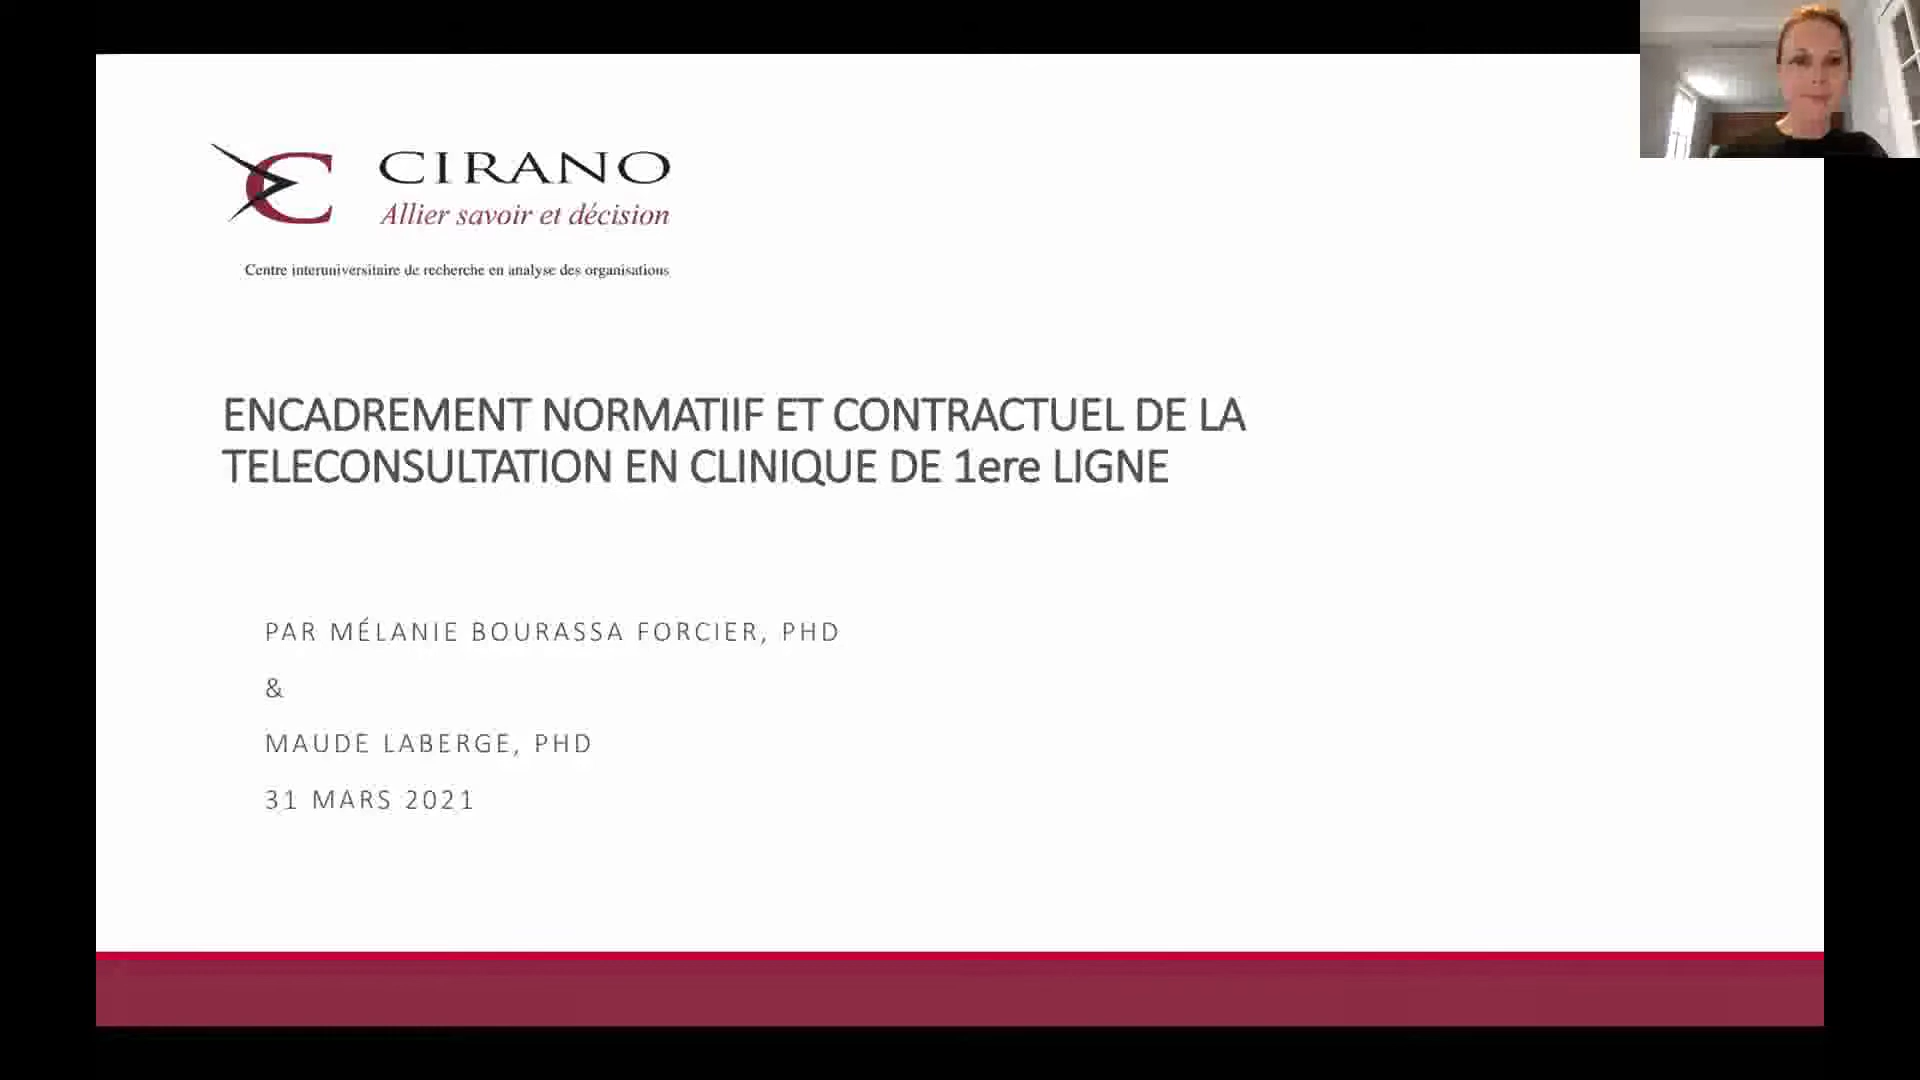 CIRANO
Allier savoir et décision
Centre interuniversitaire de recherche en analyse des organisations
ENCADREMENT NORMATIIF ET CONTRACTUEL DE LA
TELECONSULTATION EN CLINIQUE DE 1ere LIGNE
PAR MÉLANIE BOURASSA FORCIER, PHD
&
MAUDE LABERGE, PHD
31 MARS 2021